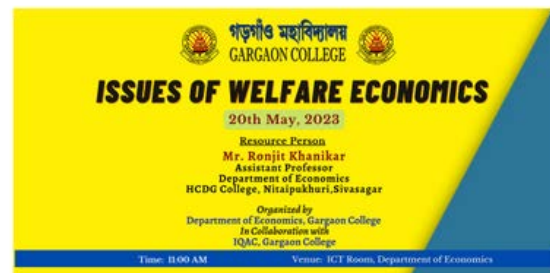 গড়গাঁও মহাবিদ্যালয়
GARGAON COLLEGE
ISSUES OF WELFARE ECONOMICS
20th May, 2023
Resource Person
Mr. Ronjit Khanikar
Assistant Professor
Department of Economics
HCDG College, Nitaipukhuri,Sivasagar
Organized by
Department of Economics, Gargaon College
In Collaboration with
IQAC, Gargaon College
Time: 11:00 AM Venue: ICT Room, Department of Economics